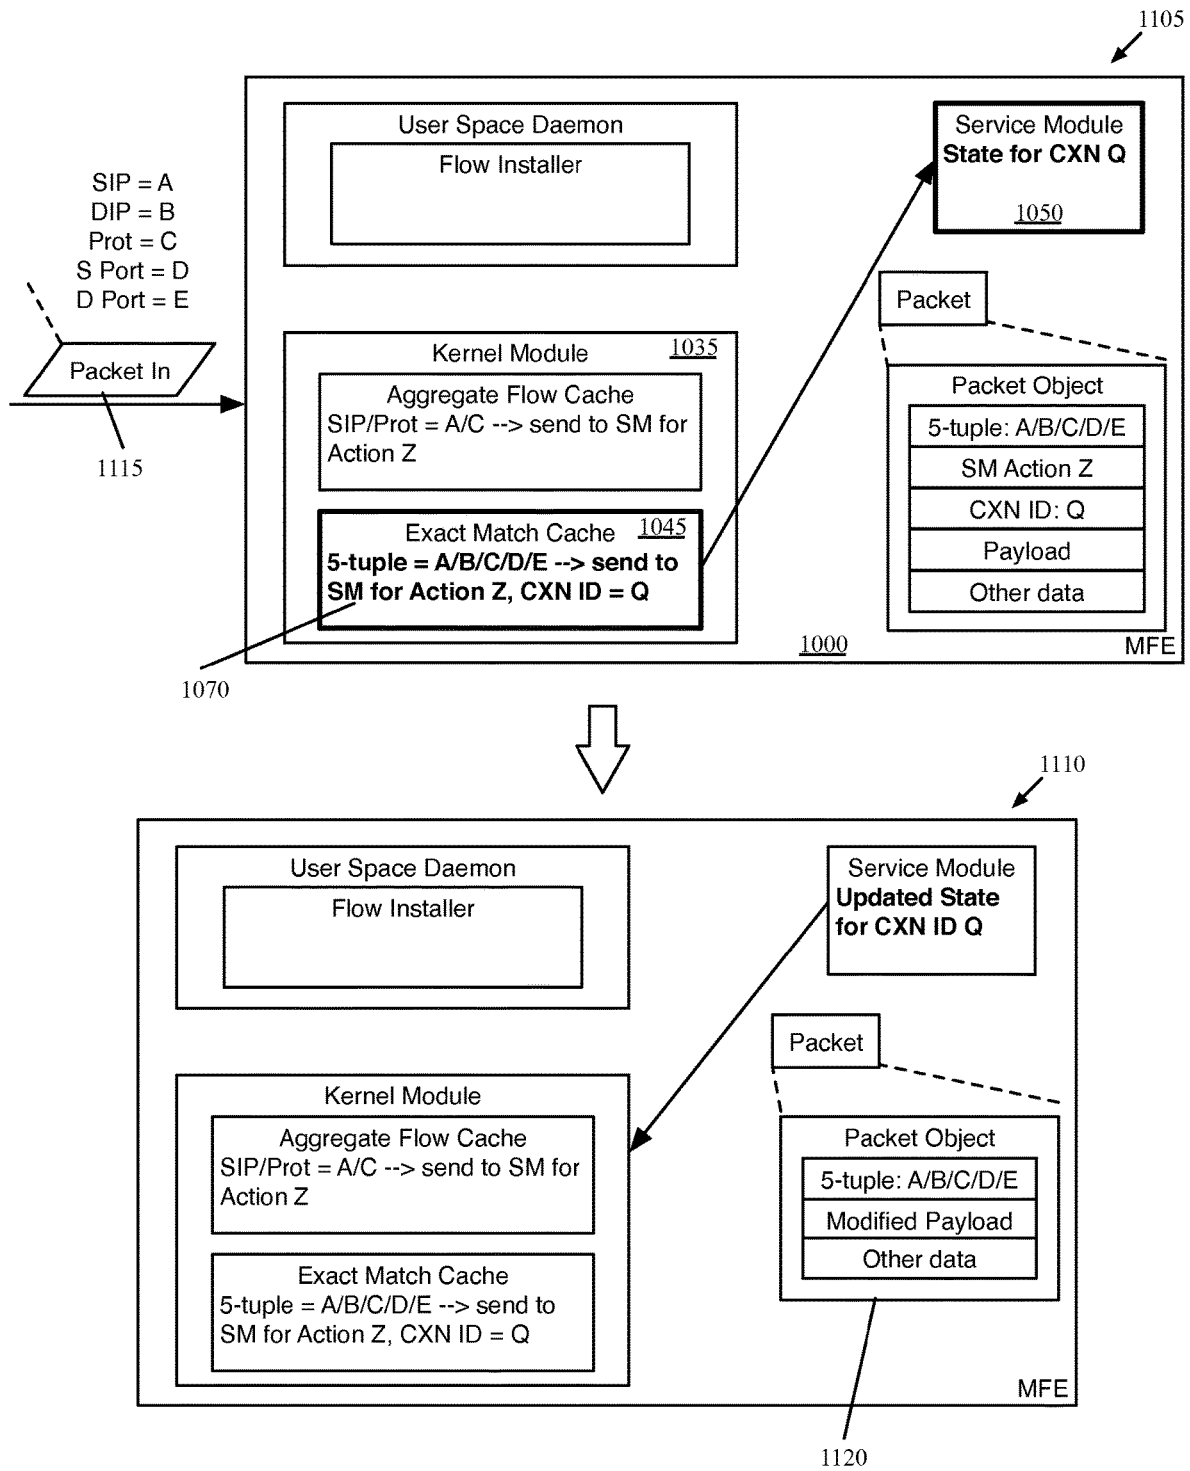 1105
User Space Daemon
Flow Installer
Service Module
State for CXN Q
1050
SIP = A
DIP = B
Prot = C
S Port = D
D Port = E
Packet In
1115
Packet
Kernel Module
1035
Aggregate Flow Cache
SIP/Prot = A/C --> send to SM for
Action Z
Exact Match Cache
1045
5-tuple = A/B/C/D/E --> send to
SM for Action Z, CXN ID = Q
Packet Object
5-tuple: A/B/C/D/E
SM Action Z
CXN ID: Q
Payload
Other data
1000
MFE
1070
1110
User Space Daemon
Flow Installer
Service Module
Updated State
for CXN ID Q
Packet
Kernel Module
Aggregate Flow Cache
SIP/Prot = A/C --> send to SM for
Action Z
Exact Match Cache
5-tuple = A/B/C/D/E --> send to
SM for Action Z, CXN ID = Q
Packet Object
5-tuple: A/B/C/D/E
Modified Payload
Other data
MFE
1120